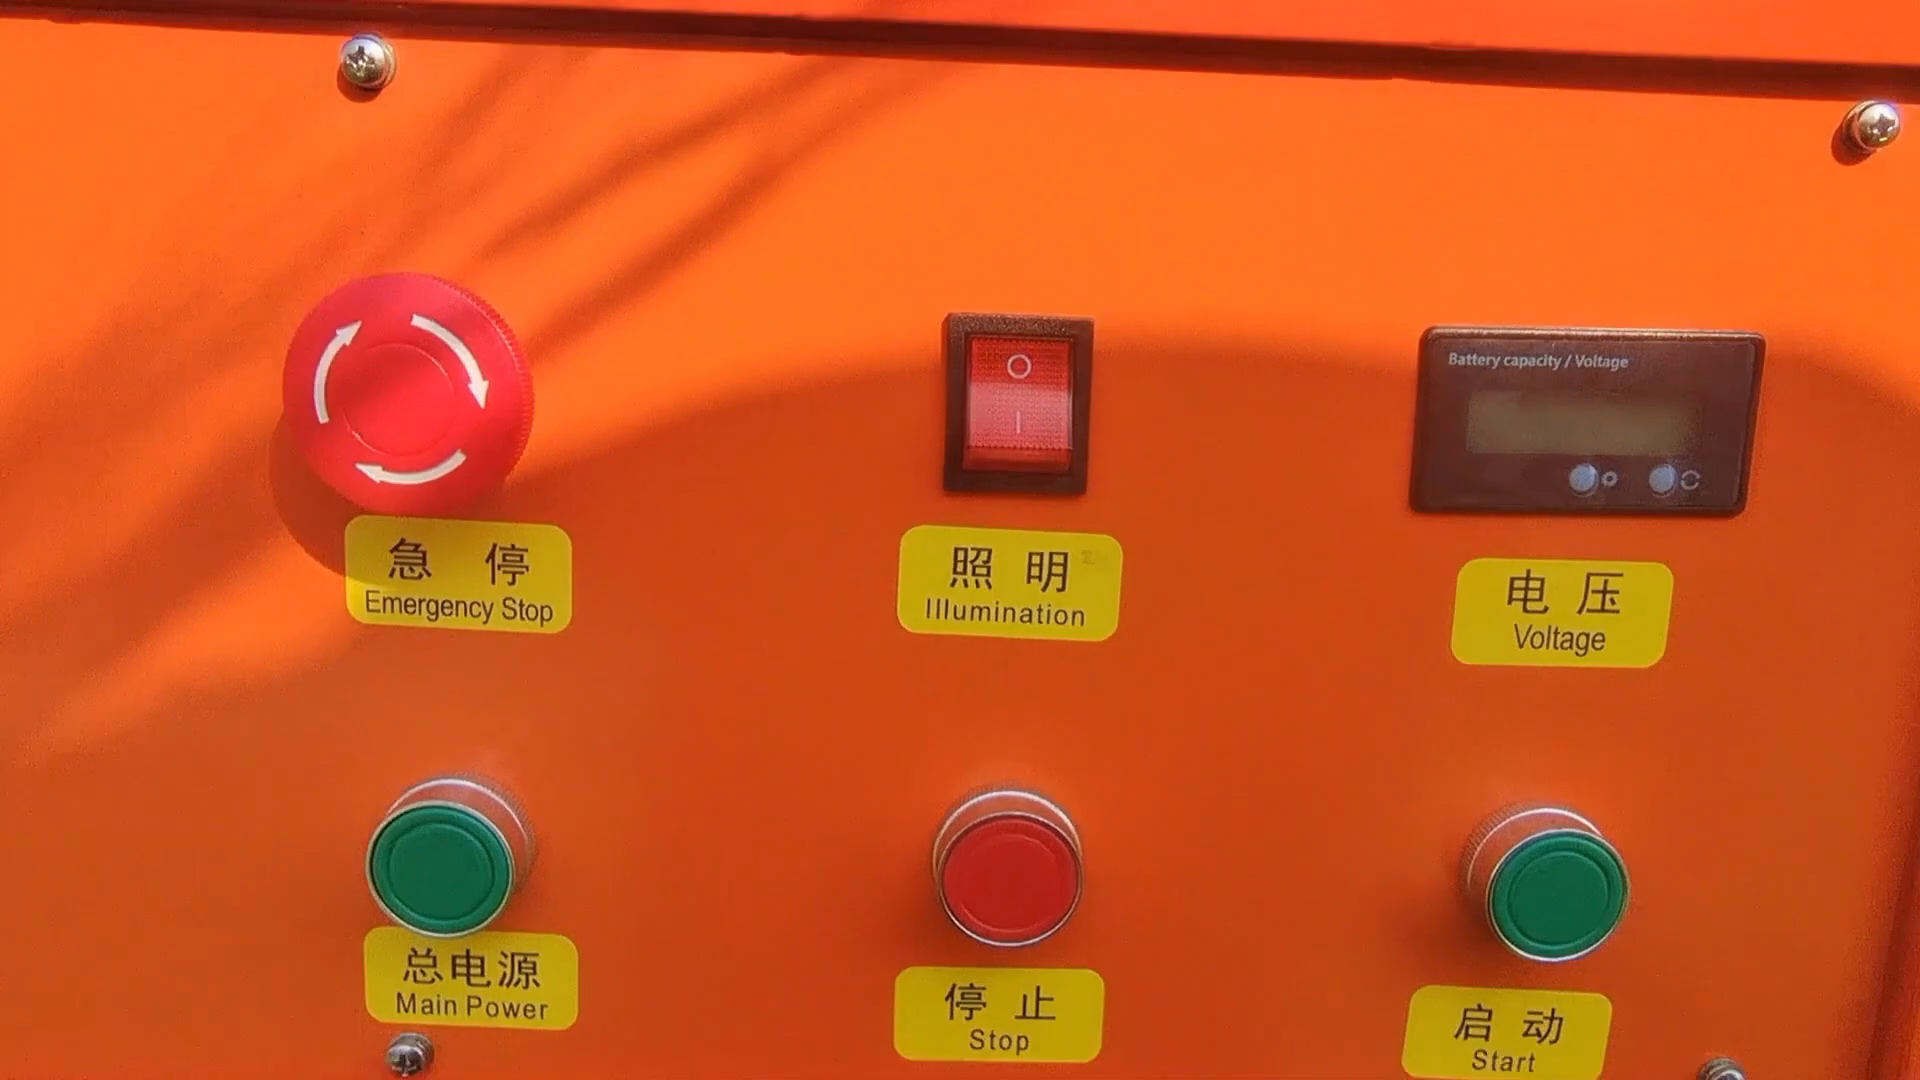 Battery capacity / Voltage
急 停
Emergency Stop
照 明
Illumination
电 压
Voltage
总电源
Main Power
停 止
Stop
启 动
Start